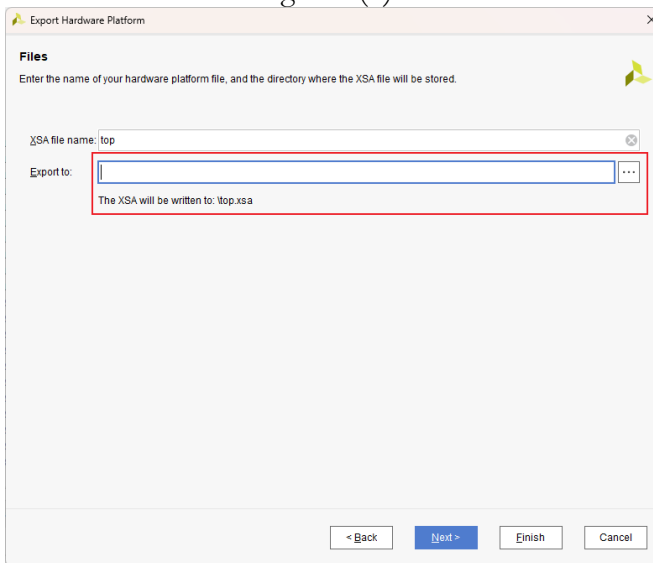 Export Hardware Platform
Files
Enter the name of your hardware platform file, and the directory where the XSA file will be stored.
XSA file name: top
Export to:
...
The XSA will be written to: \top.xsa
< Back Next > Finish Cancel